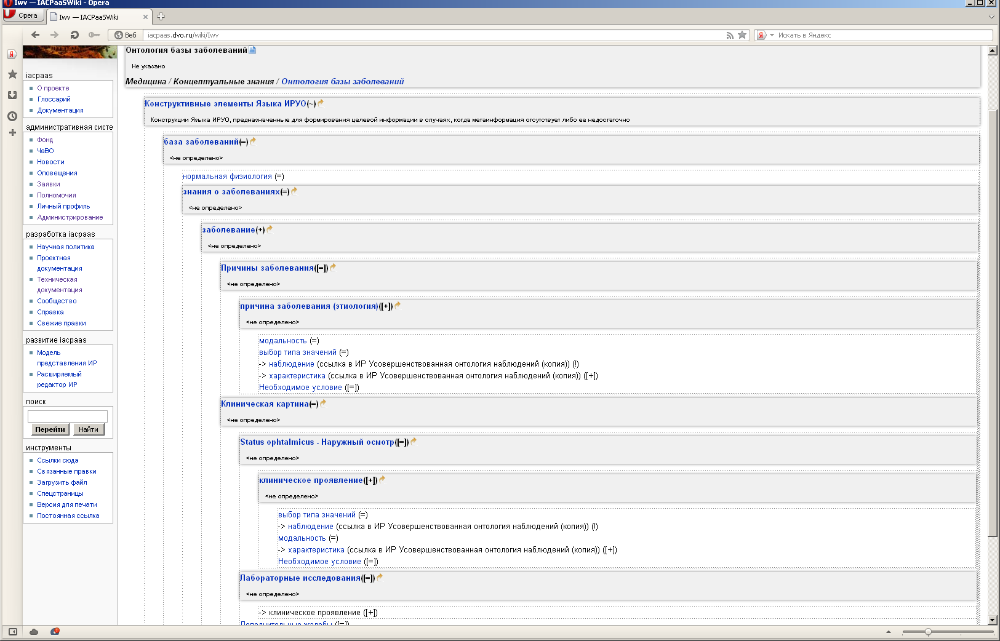 Iwv — IACPaaSWiki - Opera
Opera
Iwv — IACPaaSWiki
Веб
iacpaas.dvo.ru/wiki/Iwv
Искать в Яндекс
iacpaas
О проекте
Глоссарий
Документация
административная систе
Фонд
ЧаВО
Новости
Оповещения
Заявки
Полномочия
Личный профиль
Администрирование
разработка iacpaas
Научная политика
Проектная
документация
Техническая
документация
Сообщество
Справка
Свежие правки
развитие iacpaas
Модель
представления ИР
Расширяемый
редактор ИР
поиск
Перейти
Найти
инструменты
Ссылки сюда
Связанные правки
Загрузить файл
Спецстраницы
Версия для печати
Постоянная ссылка
Онтология базы заболеваний
Не указано
Медицина / Концептуальные знания / Онтология базы заболеваний
Конструктивные элементы Языка ИРУО(~)
Конструкции Языка ИРУО, предназначенные для формирования целевой информации в случаях, когда метаинформация отсутствует либо ее недостаточно
база заболеваний(=)
<не определено>
нормальная физиология (=)
знания о заболеваниях(=)
<не определено>
заболевание(+)
<не определено>
Причины заболевания([=])
<не определено>
причина заболевания (этиология)([+])
<не определено>
модальность (=)
выбор типа значений (=)
-> наблюдение (ссылка в ИР Усовершенствованная онтология наблюдений (копия)) (!)
-> характеристика (ссылка в ИР Усовершенствованная онтология наблюдений (копия)) ([+])
Необходимое условие ([=])
Клиническая картина(=)
<не определено>
Status ophtalmicus - Наружный осмотр([=])
<не определено>
клиническое проявление([+])
<не определено>
выбор типа значений (=)
-> наблюдение (ссылка в ИР Усовершенствованная онтология наблюдений (копия)) (!)
модальность (=)
-> характеристика (ссылка в ИР Усовершенствованная онтология наблюдений (копия)) ([+])
Необходимое условие ([=])
Лабораторные исследования([=])
<не определено>
-> клиническое проявление ([+])
Дополнительные жалобы ([=])